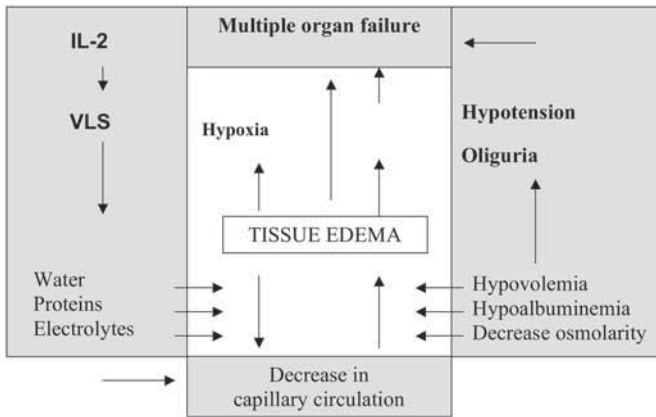 Multiple organ failure
IL-2
VLS
Hypoxia
Hypotension
Oliguria
TISSUE EDEMA
Water
Proteins
Electrolytes
Hypovolemia
Hypoalbuminemia
Decrease osmolarity
Decrease in
capillary circulation